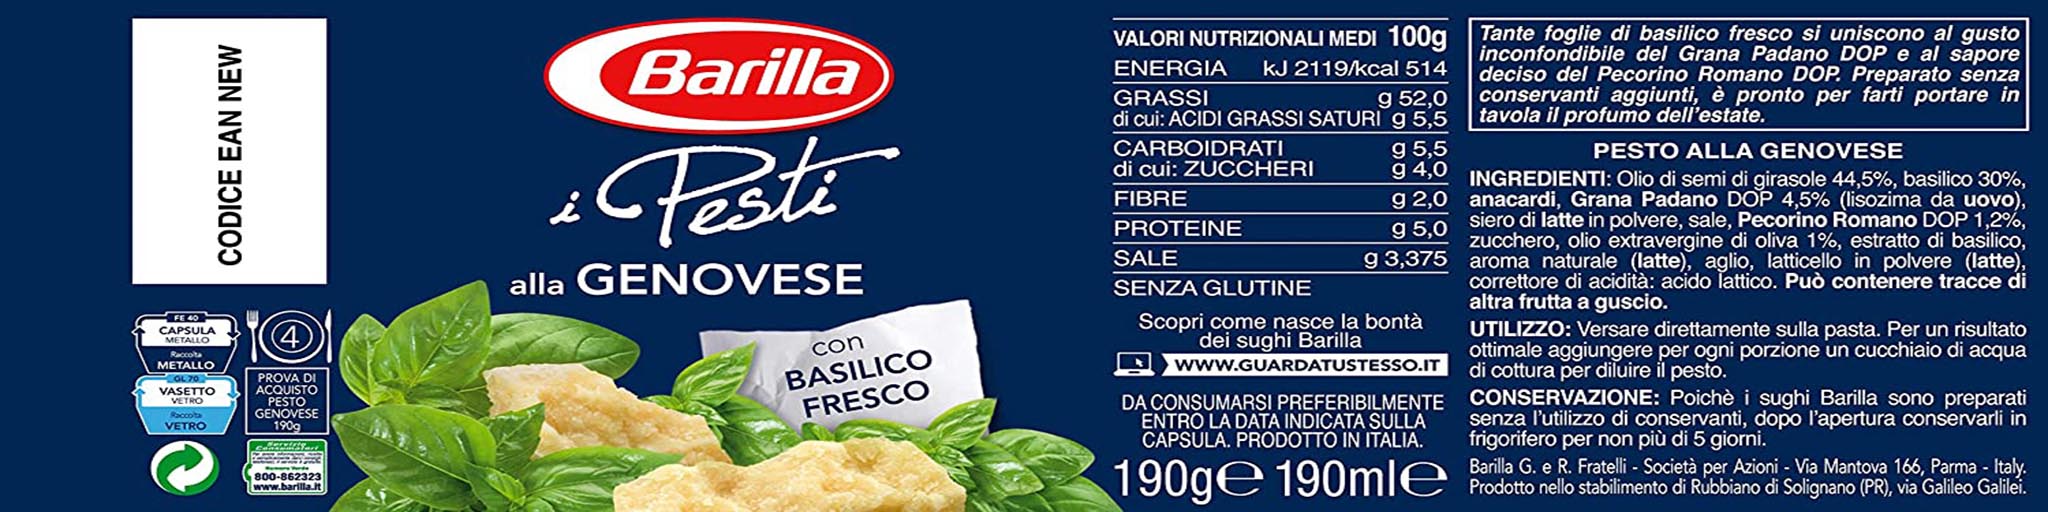 CODICE EAN NEW
FE 40
CAPSULA
METALLO
Raccolta
METALLO
GL 70
VASETTO
VETRO
Raccolta
VETRO
4
PROVA DI
ACQUISTO
PESTO
GENOVESE
190g
Servizio
Consumatori
Numero Verde
800-862323
www.barilla.it
Barilla
i Pesti
alla GENOVESE
con
BASILICO
FRESCO
VALORI NUTRIZIONALI MEDI 100g
ENERGIA kJ 2119/kcal 514
GRASSI g 52,0
di cui: ACIDI GRASSI SATURI g 5,5
CARBOIDRATI g 5,5
di cui: ZUCCHERI g 4,0
FIBRE g 2,0
PROTEINE g 5,0
SALE g 3,375
SENZA GLUTINE
Scopri come nasce la bontà
dei sughi Barilla
WWW.GUARDATUSTESSO.IT
DA CONSUMARSI PREFERIBILMENTE
ENTRO LA DATA INDICATA SULLA
CAPSULA. PRODOTTO IN ITALIA.
190g℮ 190ml℮
Tante foglie di basilico fresco si uniscono al gusto
inconfondibile del Grana Padano DOP e al sapore
deciso del Pecorino Romano DOP. Preparato senza
conservanti aggiunti, è pronto per farti portare in
tavola il profumo dell'estate.
PESTO ALLA GENOVESE
INGREDIENTI: Olio di semi di girasole 44,5%, basilico 30%,
anacardi, Grana Padano DOP 4,5% (lisozima da uovo),
siero di latte in polvere, sale, Pecorino Romano DOP 1,2%,
zucchero, olio extravergine di oliva 1%, estratto di basilico,
aroma naturale (latte), aglio, latticello in polvere (latte),
correttore di acidità: acido lattico. Può contenere tracce di
altra frutta a guscio.
UTILIZZO: Versare direttamente sulla pasta. Per un risultato
ottimale aggiungere per ogni porzione un cucchiaio di acqua
di cottura per diluire il pesto.
CONSERVAZIONE: Poichè i sughi Barilla sono preparati
senza l'utilizzo di conservanti, dopo l'apertura conservarli in
frigorifero per non più di 5 giorni.
Barilla G. e R. Fratelli - Società per Azioni - Via Mantova 166, Parma - Italy.
Prodotto nello stabilimento di Rubbiano di Solignano (PR), via Galileo Galilei.